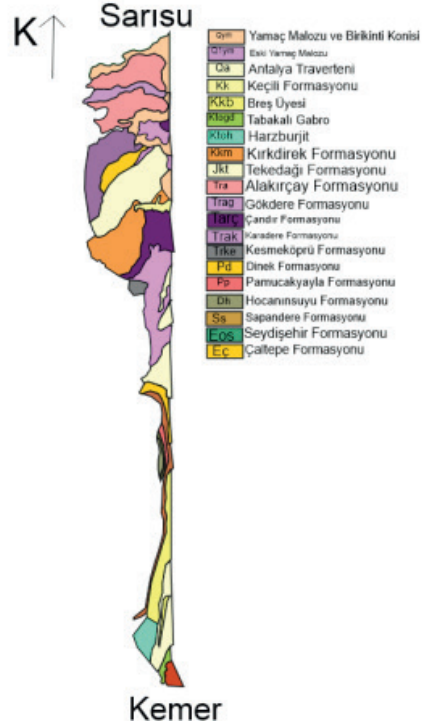 Sarısu
K
Qym Yamaç Malozu ve Birikinti Konisi
Q1ym Eski Yamaç Malozu
Qa Antalya Traverteni
Kk Keçili Formasyonu
Kkb Breş Üyesi
Ktogd Tabakalı Gabro
Ktoh Harzburjit
Kkm Kırkdirek Formasyonu
Jkt Tekedağı Formasyonu
Tra Alakırçay Formasyonu
Trag Gökdere Formasyonu
Tarç Çandır Formasyonu
Trak Karadere Formasyonu
Trke Kesmeköprü Formasyonu
Pd Dinek Formasyonu
Pp Pamucakyayla Formasyonu
Dh Hocanınsuyu Formasyonu
Ss Sapandere Formasyonu
Eos Seydişehir Formasyonu
Eç Çaltepe Formasyonu
Kemer